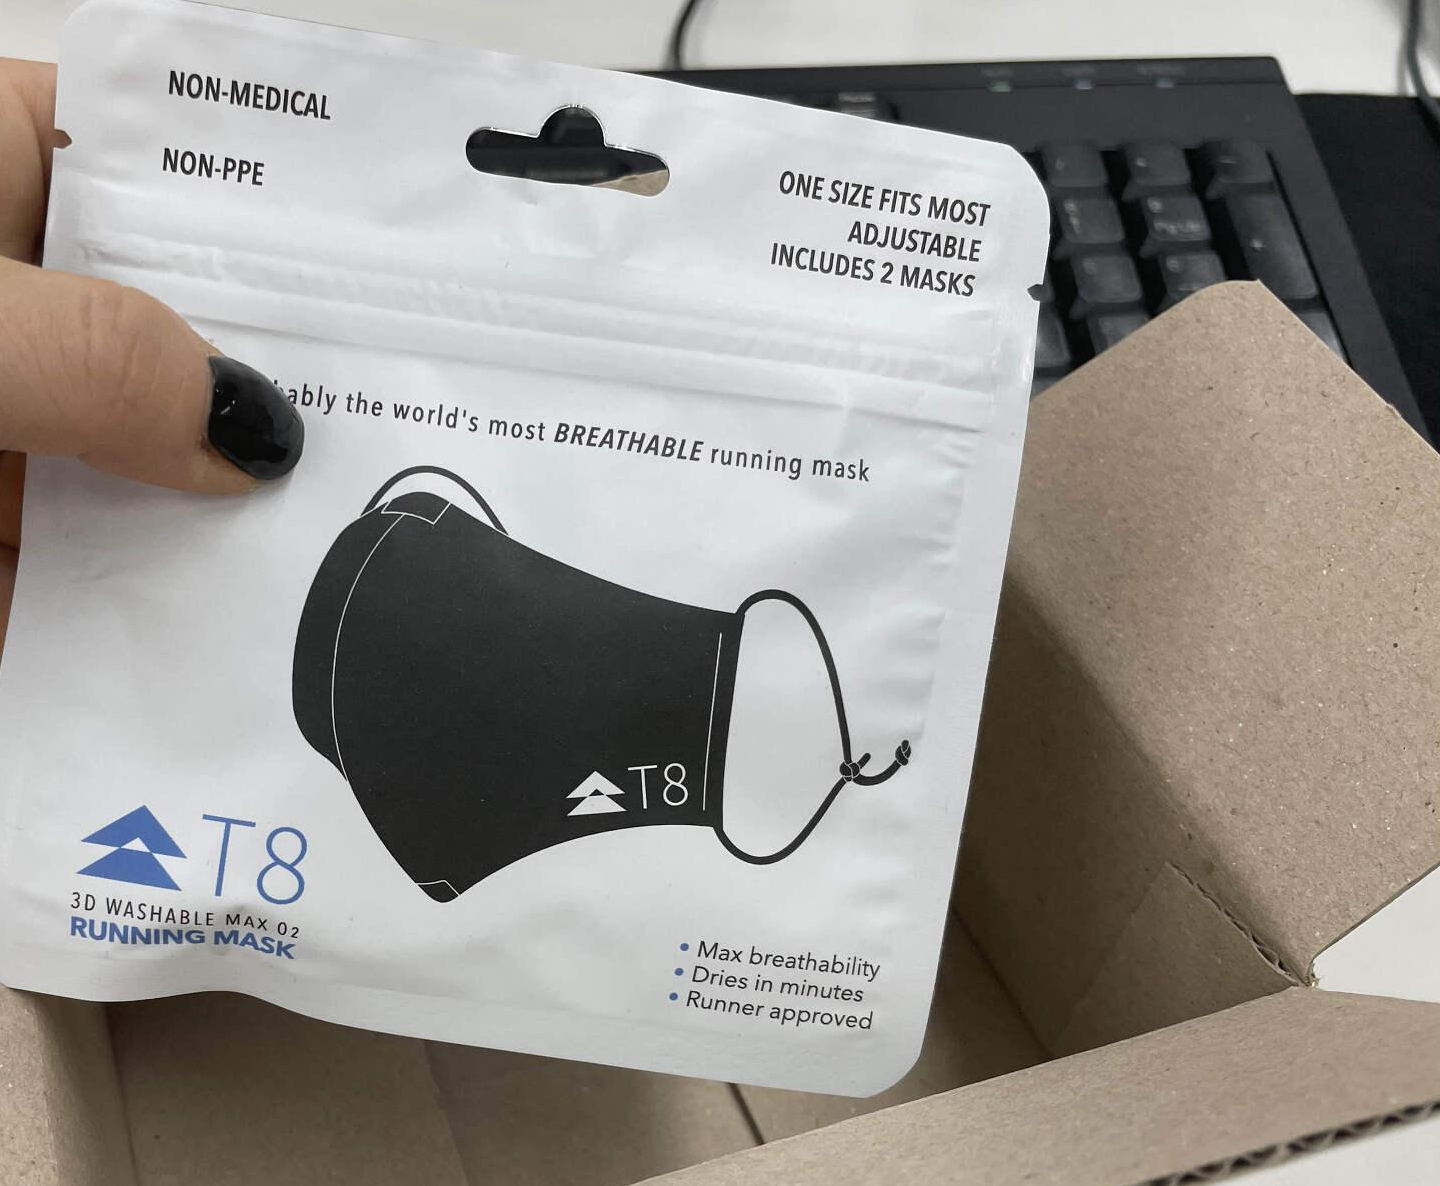 NON-MEDICAL
NON-PPE
ONE SIZE FITS MOST
ADJUSTABLE
INCLUDES 2 MASKS
the world's most BREATHABLE running mask
T8
T8
3D WASHABLE MAX O2
RUNNING MASK
• Max breathability
• Dries in minutes
• Runner approved